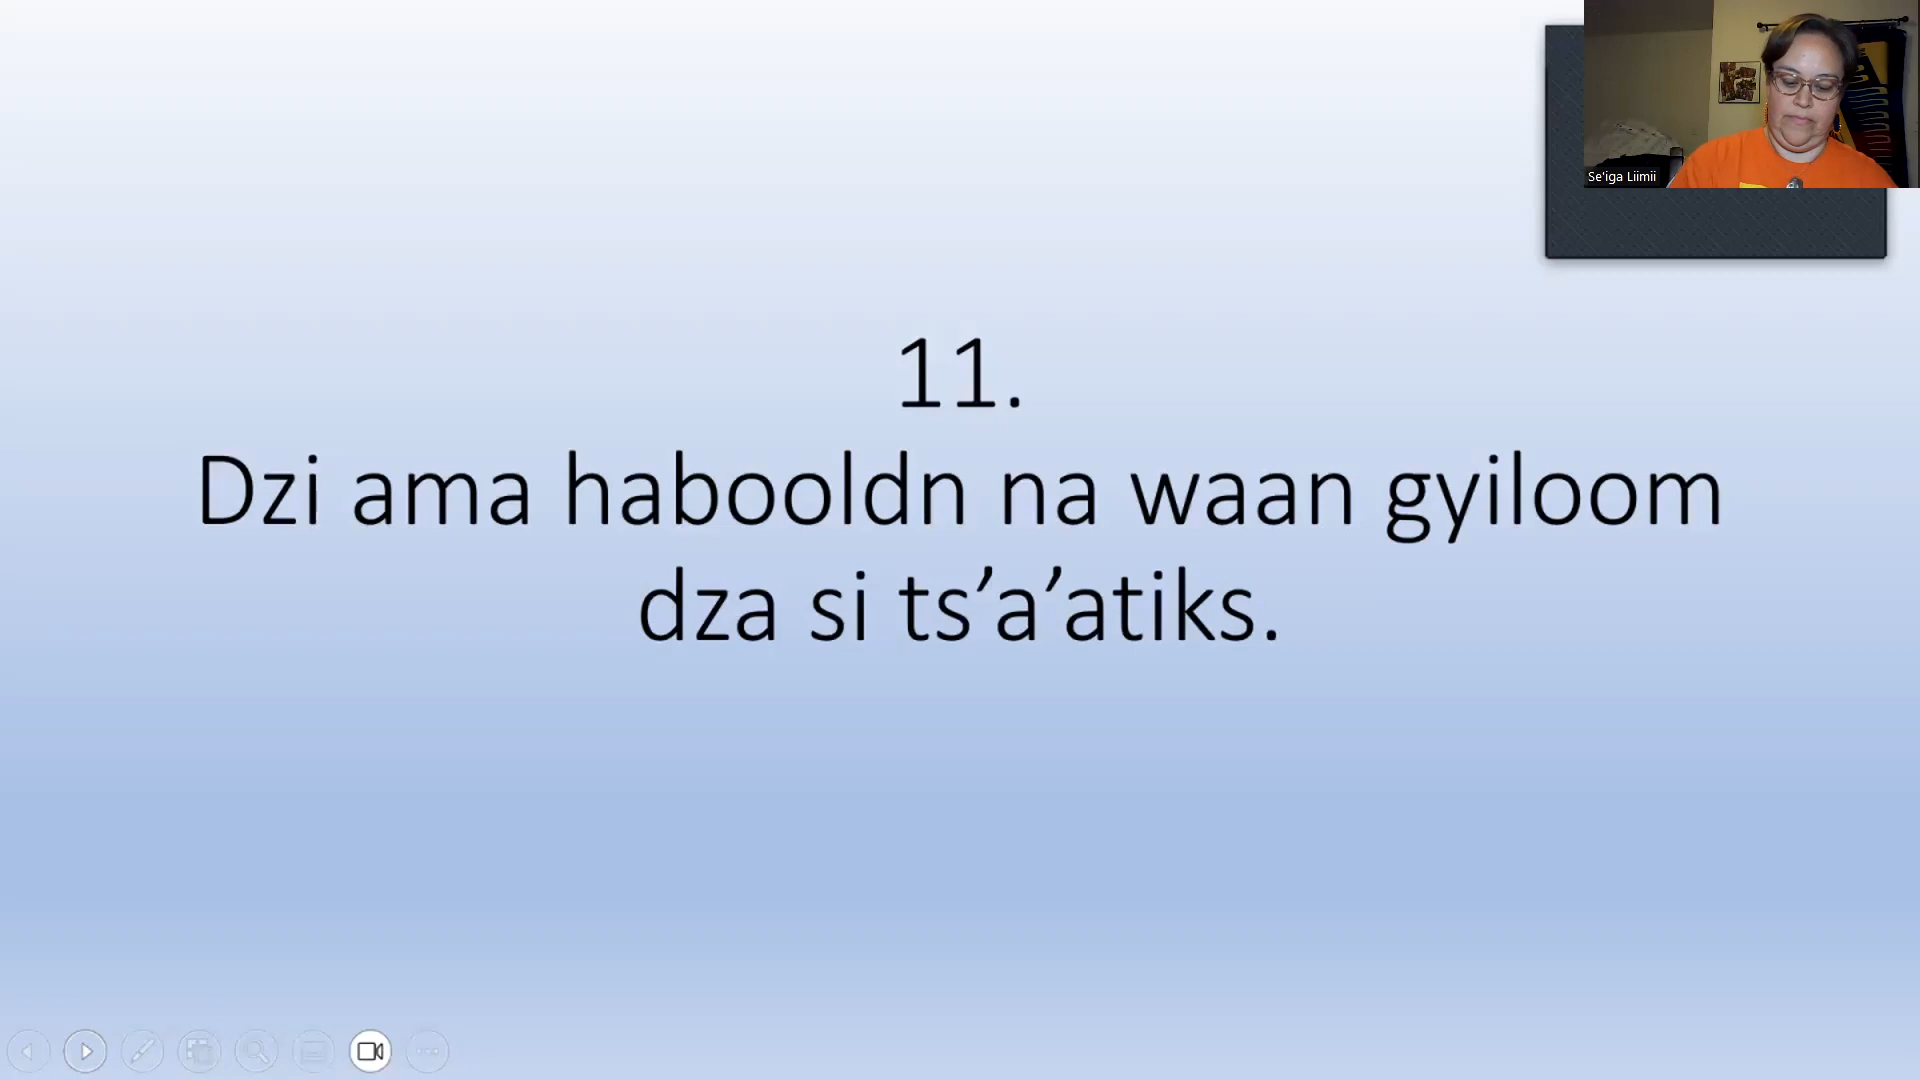 Se'iga Liimii
11.
Dzi ama habooldn na waan gyiloom
dza si ts’a’atiks.